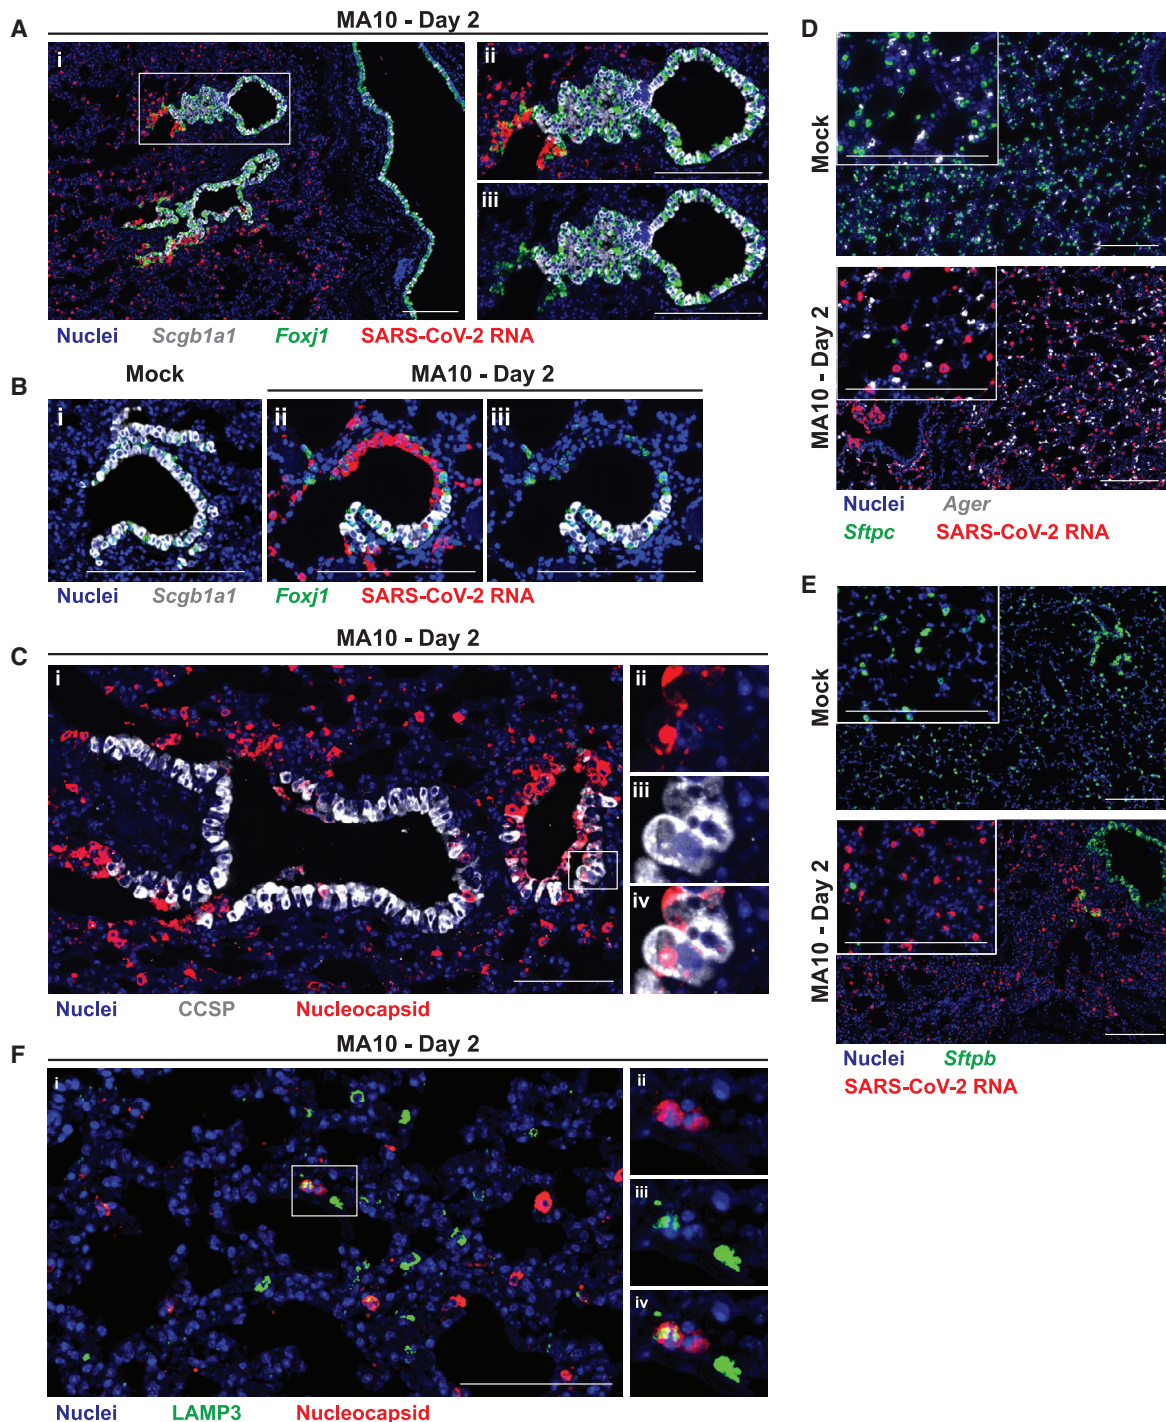 A
MA10 - Day 2
i
ii
iii
Nuclei Scgb1a1 Foxj1 SARS-CoV-2 RNA
B
Mock
MA10 - Day 2
i
ii
iii
Nuclei Scgb1a1 Foxj1 SARS-CoV-2 RNA
C
MA10 - Day 2
i
ii
iii
iv
Nuclei CCSP Nucleocapsid
F
MA10 - Day 2
i
ii
iii
iv
Nuclei LAMP3 Nucleocapsid
D
Mock
MA10 - Day 2
Nuclei Ager
Sftpc SARS-CoV-2 RNA
E
Mock
MA10 - Day 2
Nuclei Sftpb
SARS-CoV-2 RNA